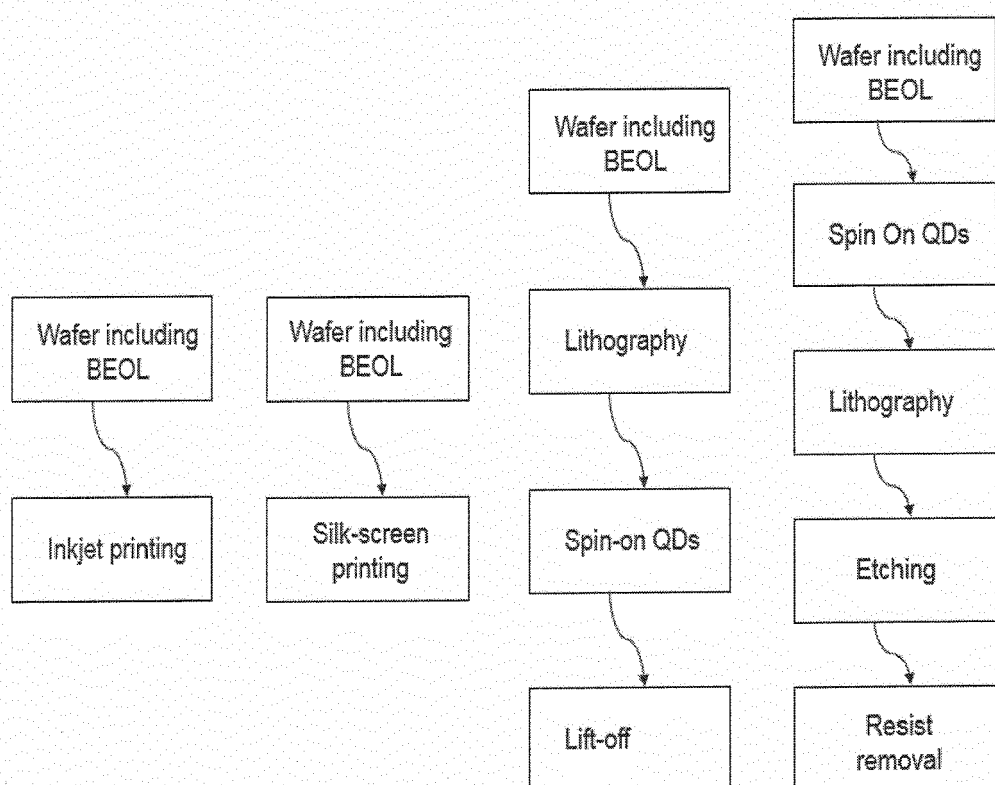 Wafer including
BEOL
Inkjet printing
Wafer including
BEOL
Silk-screen
printing
Wafer including
BEOL
Lithography
Spin-on QDs
Lift-off
Wafer including
BEOL
Spin On QDs
Lithography
Etching
Resist
removal